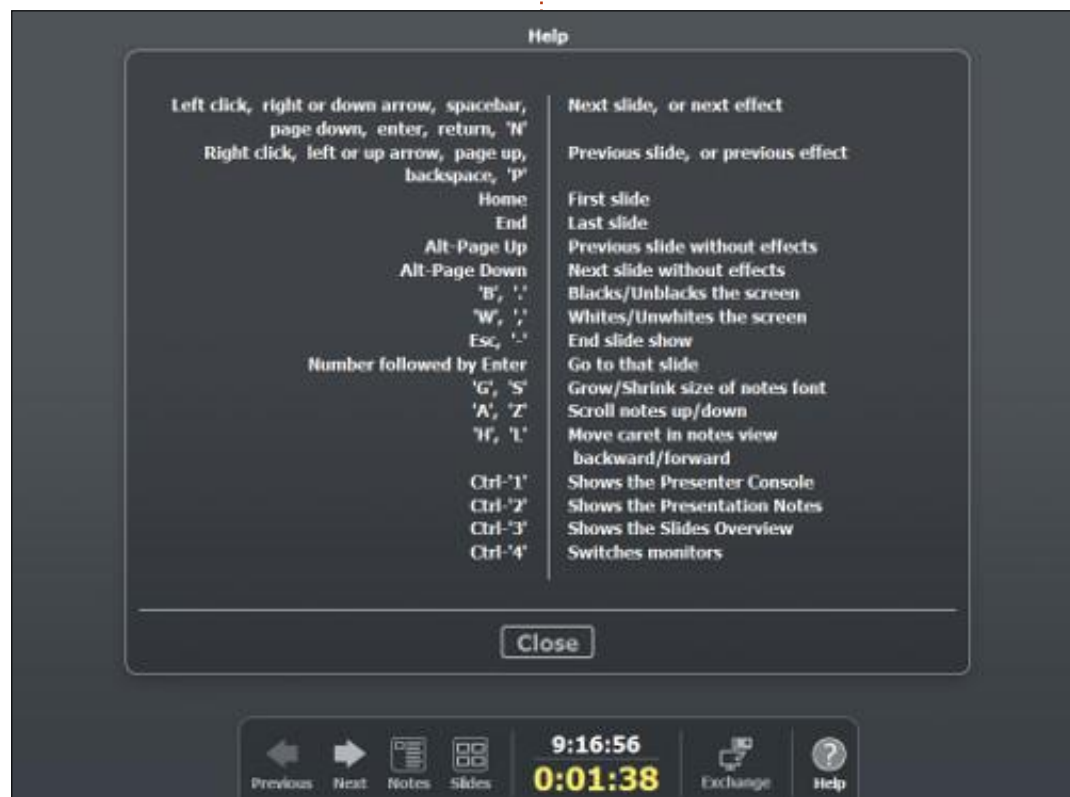 Help
Left click, right or down arrow, spacebar, page down, enter, return, 'N' Next slide, or next effect
Right click, left or up arrow, page up, backspace, 'P' Previous slide, or previous effect
Home First slide
End Last slide
Alt-Page Up Previous slide without effects
Alt-Page Down Next slide without effects
'B', '.' Blacks/Unblacks the screen
'W', ',' Whites/Unwhites the screen
Esc, '-' End slide show
Number followed by Enter Go to that slide
'G', 'S' Grow/Shrink size of notes font
'A', 'Z' Scroll notes up/down
'H', 'L' Move caret in notes view backward/forward
Ctrl-'1' Shows the Presenter Console
Ctrl-'2' Shows the Presentation Notes
Ctrl-'3' Shows the Slides Overview
Ctrl-'4' Switches monitors
Close
9:16:56
0:01:38
Previous Next Notes Slides Exchange Help